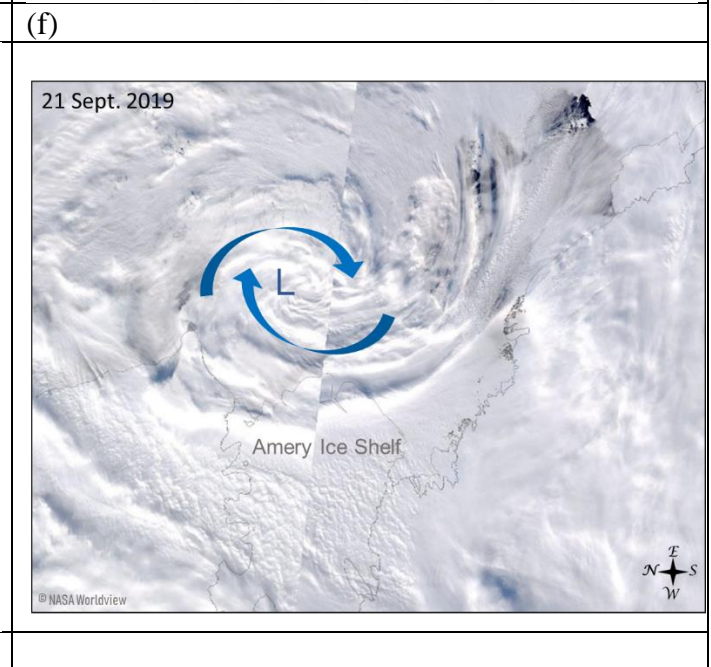 (f)
21 Sept. 2019
L
Amery Ice Shelf
E
N S
W
© NASA Worldview